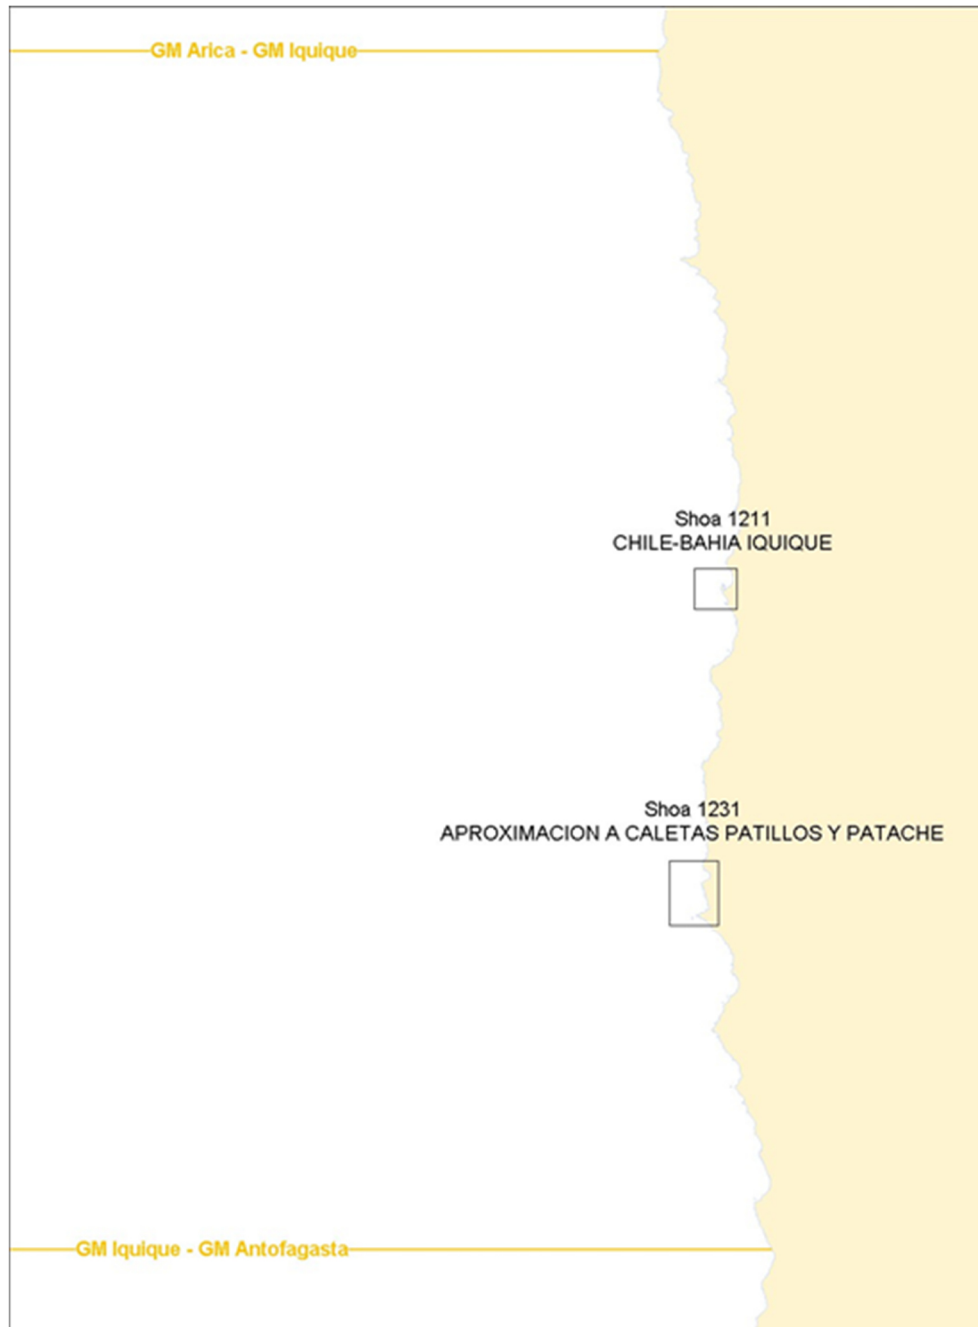 GM Arica - GM Iquique
Shoa 1211
CHILE-BAHIA IQUIQUE
Shoa 1231
APROXIMACION A CALETAS PATILLOS Y PATACHE
GM Iquique - GM Antofagasta